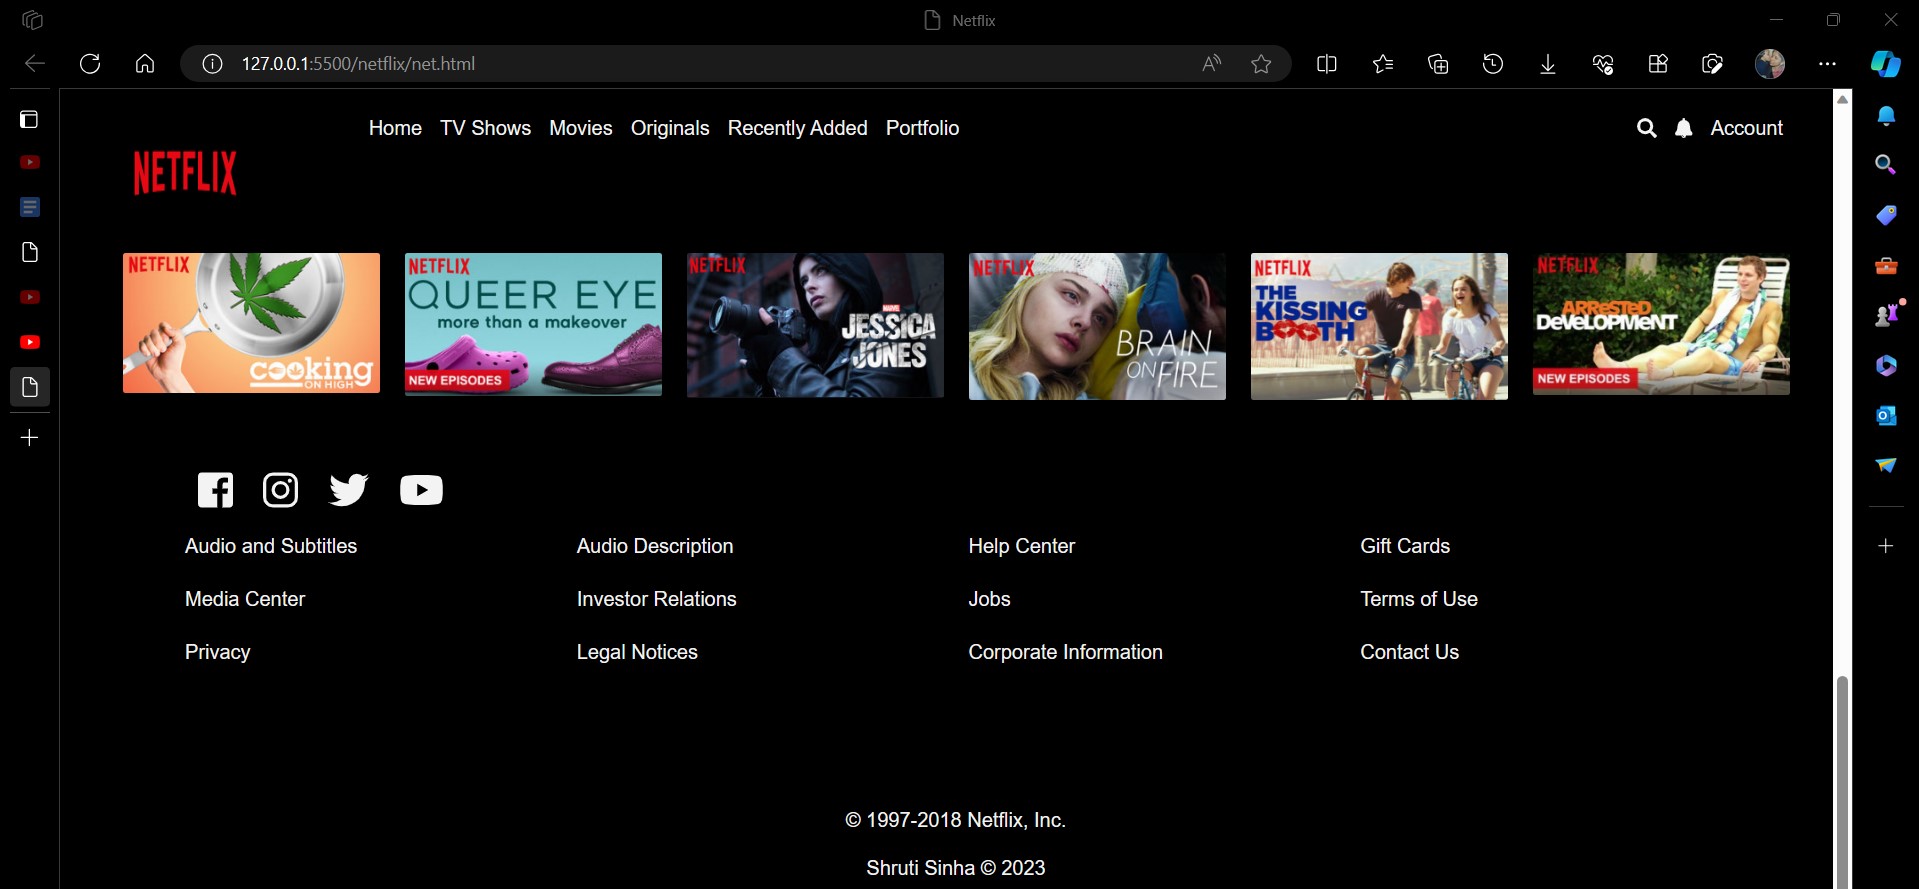 Netflix
127.0.0.1:5500/netflix/net.html
Home TV Shows Movies Originals Recently Added Portfolio
Account
NETFLIX
NETFLIX
cooking
ON HIGH
NETFLIX
QUEER EYE
more than a makeover
NEW EPISODES
NETFLIX
MARVEL
JESSICA
JONES
NETFLIX
BRAIN
ON FIRE
NETFLIX
THE
KISSING
BOOTH
NETFLIX
ARReSTeD
DeVeLOPMeNT
NEW EPISODES
Audio and Subtitles Audio Description Help Center Gift Cards
Media Center Investor Relations Jobs Terms of Use
Privacy Legal Notices Corporate Information Contact Us
© 1997-2018 Netflix, Inc.
Shruti Sinha © 2023